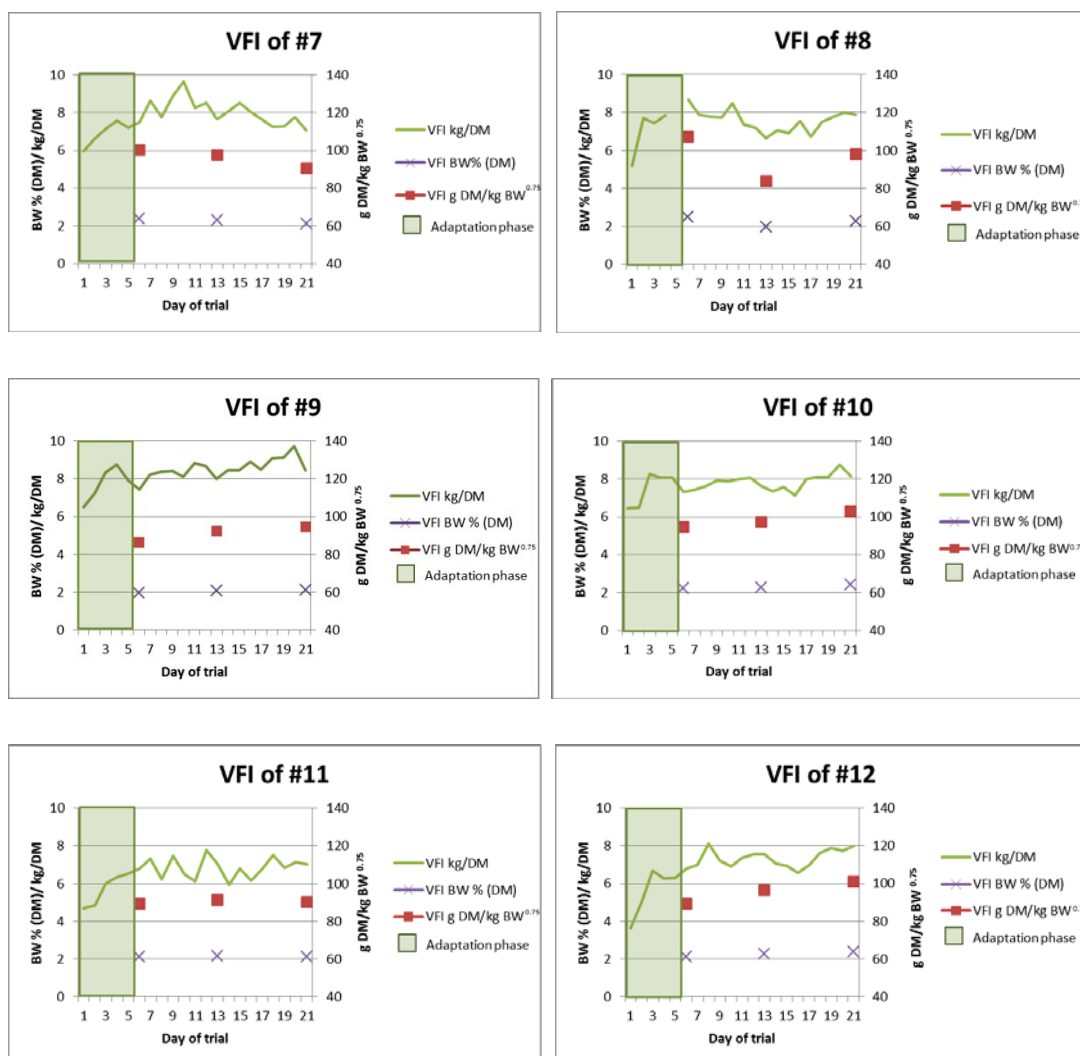 VFI of #7
BW % (DM)/ kg/DM
10
8
6
4
2
0
140
120
100
80
60
40
g DM/kg BW 0.75
1 3 5 7 9 11 13 15 17 19 21
Day of trial
VFI kg/DM
VFI BW% (DM)
VFI g DM/kg BW0.75
Adaptation phase
VFI of #8
BW % (DM)/ kg/DM
10
8
6
4
2
0
140
120
100
80
60
40
g DM/kg BW 0.75
1 3 5 7 9 11 13 15 17 19 21
Day of trial
VFI kg/DM
VFI BW % (DM)
VFI g DM/kg BW
Adaptation phase
VFI of #9
BW % (DM)/ kg/DM
10
8
6
4
2
0
140
120
100
80
60
40
g DM/kg BW 0.75
1 3 5 7 9 11 13 15 17 19 21
Day of trial
VFI kg/DM
VFI BW % (DM)
VFI g DM/kg BW0.75
Adaptation phase
VFI of #10
BW % (DM)/ kg/DM
10
8
6
4
2
0
140
120
100
80
60
40
g DM/kg BW 0.75
1 3 5 7 9 11 13 15 17 19 21
Day of trial
VFI kg/DM
VFI BW % (DM)
VFI g DM/kg BW
Adaptation phase
VFI of #11
BW % (DM)/ kg/DM
10
8
6
4
2
0
140
120
100
80
60
40
g DM/kg BW 0.75
1 3 5 7 9 11 13 15 17 19 21
Day of trial
VFI kg/DM
VFI BW % (DM)
VFI g DM/kg BW0.75
Adaptation phase
VFI of #12
BW % (DM)/ kg/DM
10
8
6
4
2
0
140
120
100
80
60
40
g DM/kg BW 0.75
1 3 5 7 9 11 13 15 17 19 21
Day of trial
VFI kg/DM
VFI BW % (DM)
VFI g DM/kg BW
Adaptation phase